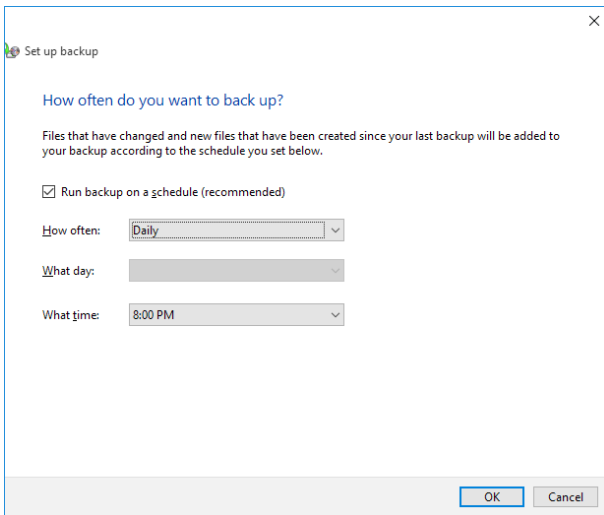 Set up backup
How often do you want to back up?
Files that have changed and new files that have been created since your last backup will be added to
your backup according to the schedule you set below.
Run backup on a schedule (recommended)
How often: Daily
What day:
What time: 8:00 PM
OK Cancel